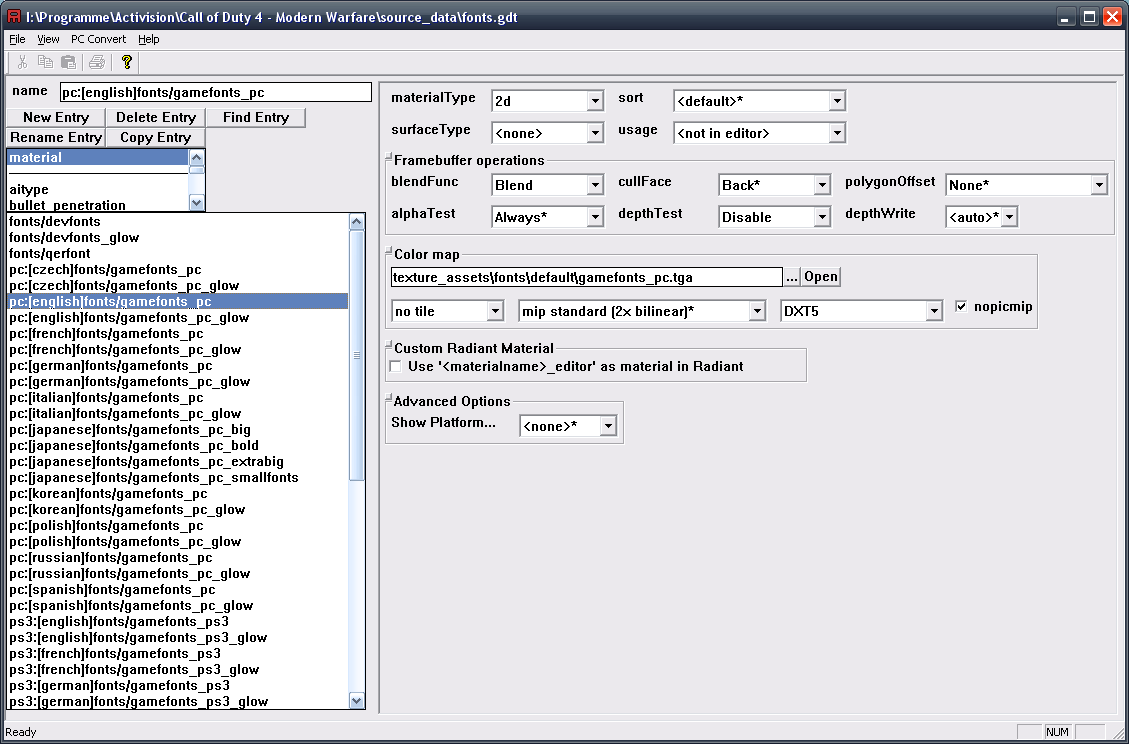 I:\Programme\Activision\Call of Duty 4 - Modern Warfare\source_data\fonts.gdt
File View PC Convert Help
name pc:[english]fonts/gamefonts_pc
New Entry Delete Entry Find Entry
Rename Entry Copy Entry
material
aitype
bullet_penetration
fonts/devfonts
fonts/devfonts_glow
fonts/qerfont
pc:[czech]fonts/gamefonts_pc
pc:[czech]fonts/gamefonts_pc_glow
pc:[english]fonts/gamefonts_pc
pc:[english]fonts/gamefonts_pc_glow
pc:[french]fonts/gamefonts_pc
pc:[french]fonts/gamefonts_pc_glow
pc:[german]fonts/gamefonts_pc
pc:[german]fonts/gamefonts_pc_glow
pc:[italian]fonts/gamefonts_pc
pc:[italian]fonts/gamefonts_pc_glow
pc:[japanese]fonts/gamefonts_pc_big
pc:[japanese]fonts/gamefonts_pc_bold
pc:[japanese]fonts/gamefonts_pc_extrabig
pc:[japanese]fonts/gamefonts_pc_smallfonts
pc:[korean]fonts/gamefonts_pc
pc:[korean]fonts/gamefonts_pc_glow
pc:[polish]fonts/gamefonts_pc
pc:[polish]fonts/gamefonts_pc_glow
pc:[russian]fonts/gamefonts_pc
pc:[russian]fonts/gamefonts_pc_glow
pc:[spanish]fonts/gamefonts_pc
pc:[spanish]fonts/gamefonts_pc_glow
ps3:[english]fonts/gamefonts_ps3
ps3:[english]fonts/gamefonts_ps3_glow
ps3:[french]fonts/gamefonts_ps3
ps3:[french]fonts/gamefonts_ps3_glow
ps3:[german]fonts/gamefonts_ps3
ps3:[german]fonts/gamefonts_ps3_glow
materialType 2d sort <default>*
surfaceType <none> usage <not in editor>
Framebuffer operations
blendFunc Blend cullFace Back* polygonOffset None*
alphaTest Always* depthTest Disable depthWrite <auto>*
Color map
texture_assets\fonts\default\gamefonts_pc.tga ... Open
no tile mip standard (2x bilinear)* DXT5 nopicmip
Custom Radiant Material
Use '<materialname>_editor' as material in Radiant
Advanced Options
Show Platform... <none>*
Ready NUM